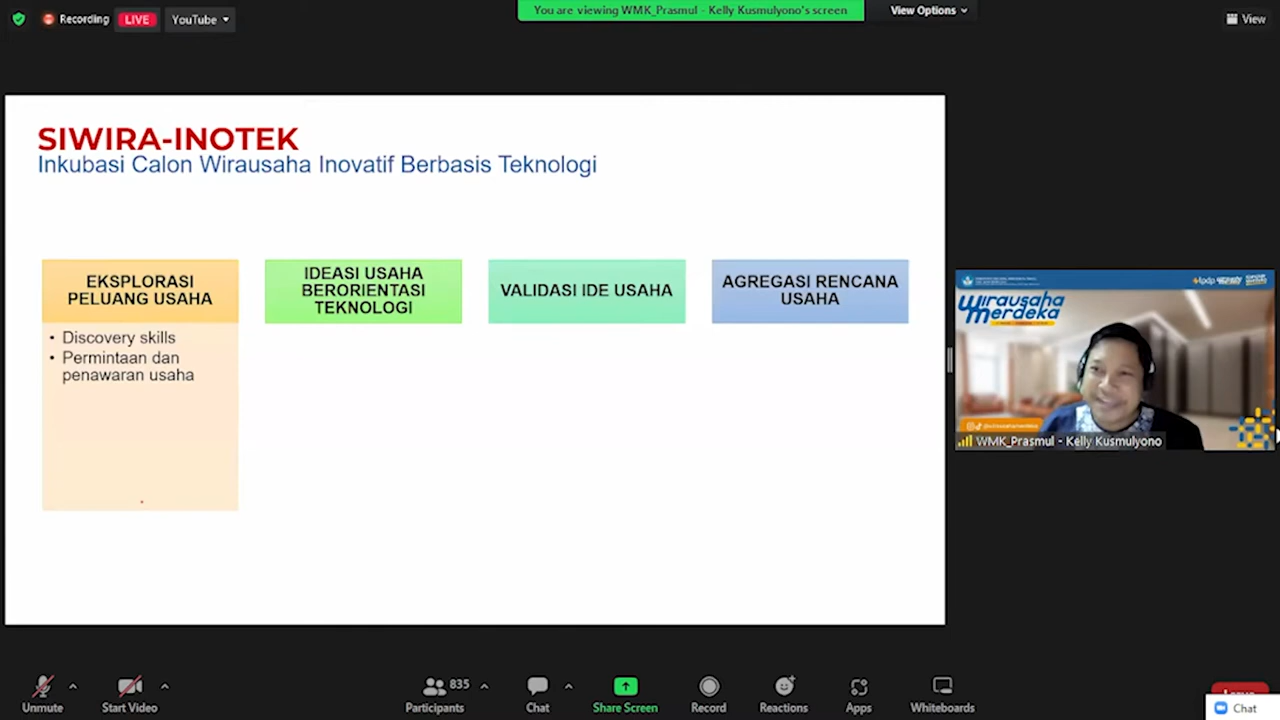 Recording
LIVE
YouTube
You are viewing WMK_Prasmul - Kelly Kusmulyono's screen
View Options
View
SIWIRA-INOTEK
Inkubasi Calon Wirausaha Inovatif Berbasis Teknologi
EKSPLORASI
PELUANG USAHA
• Discovery skills
• Permintaan dan
penawaran usaha
IDEASI USAHA
BERORIENTASI
TEKNOLOGI
VALIDASI IDE USAHA
AGREGASI RENCANA
USAHA
Wirausaha
Merdeka
WMK_Prasmul - Kelly Kusmulyono
Unmute
Start Video
835
Participants
Chat
Share Screen
Record
Reactions
Apps
Whiteboards
Chat